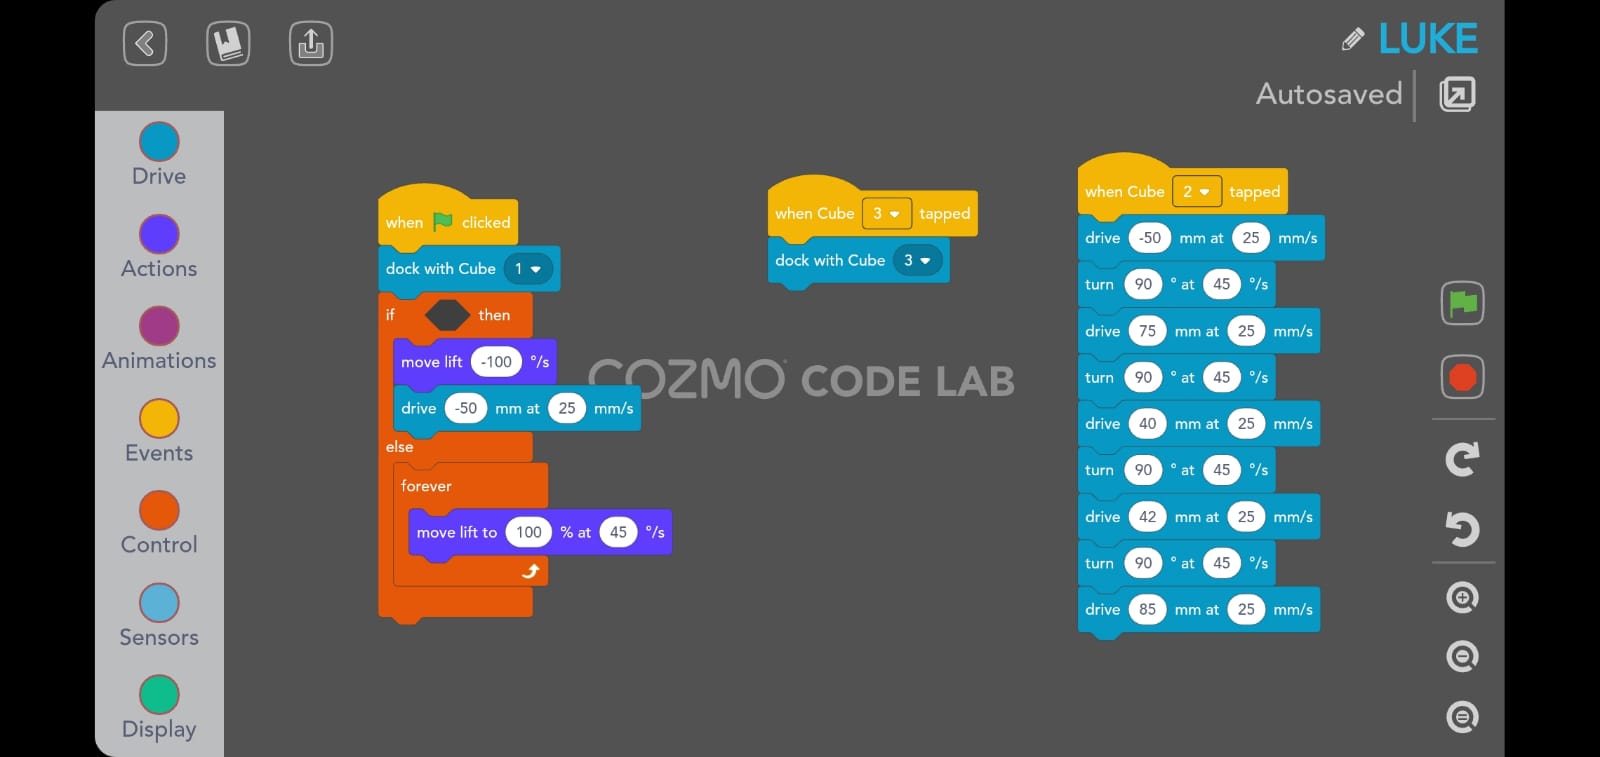 LUKE
Autosaved
Drive
Actions
Animations
Events
Control
Sensors
Display
when clicked
dock with Cube 1
if then
move lift -100 °/s
drive -50 mm at 25 mm/s
else
forever
move lift to 100 % at 45 °/s
COZMO CODE LAB
when Cube 3 tapped
dock with Cube 3
when Cube 2 tapped
drive -50 mm at 25 mm/s
turn 90 ° at 45 °/s
drive 75 mm at 25 mm/s
turn 90 ° at 45 °/s
drive 40 mm at 25 mm/s
turn 90 ° at 45 °/s
drive 42 mm at 25 mm/s
turn 90 ° at 45 °/s
drive 85 mm at 25 mm/s